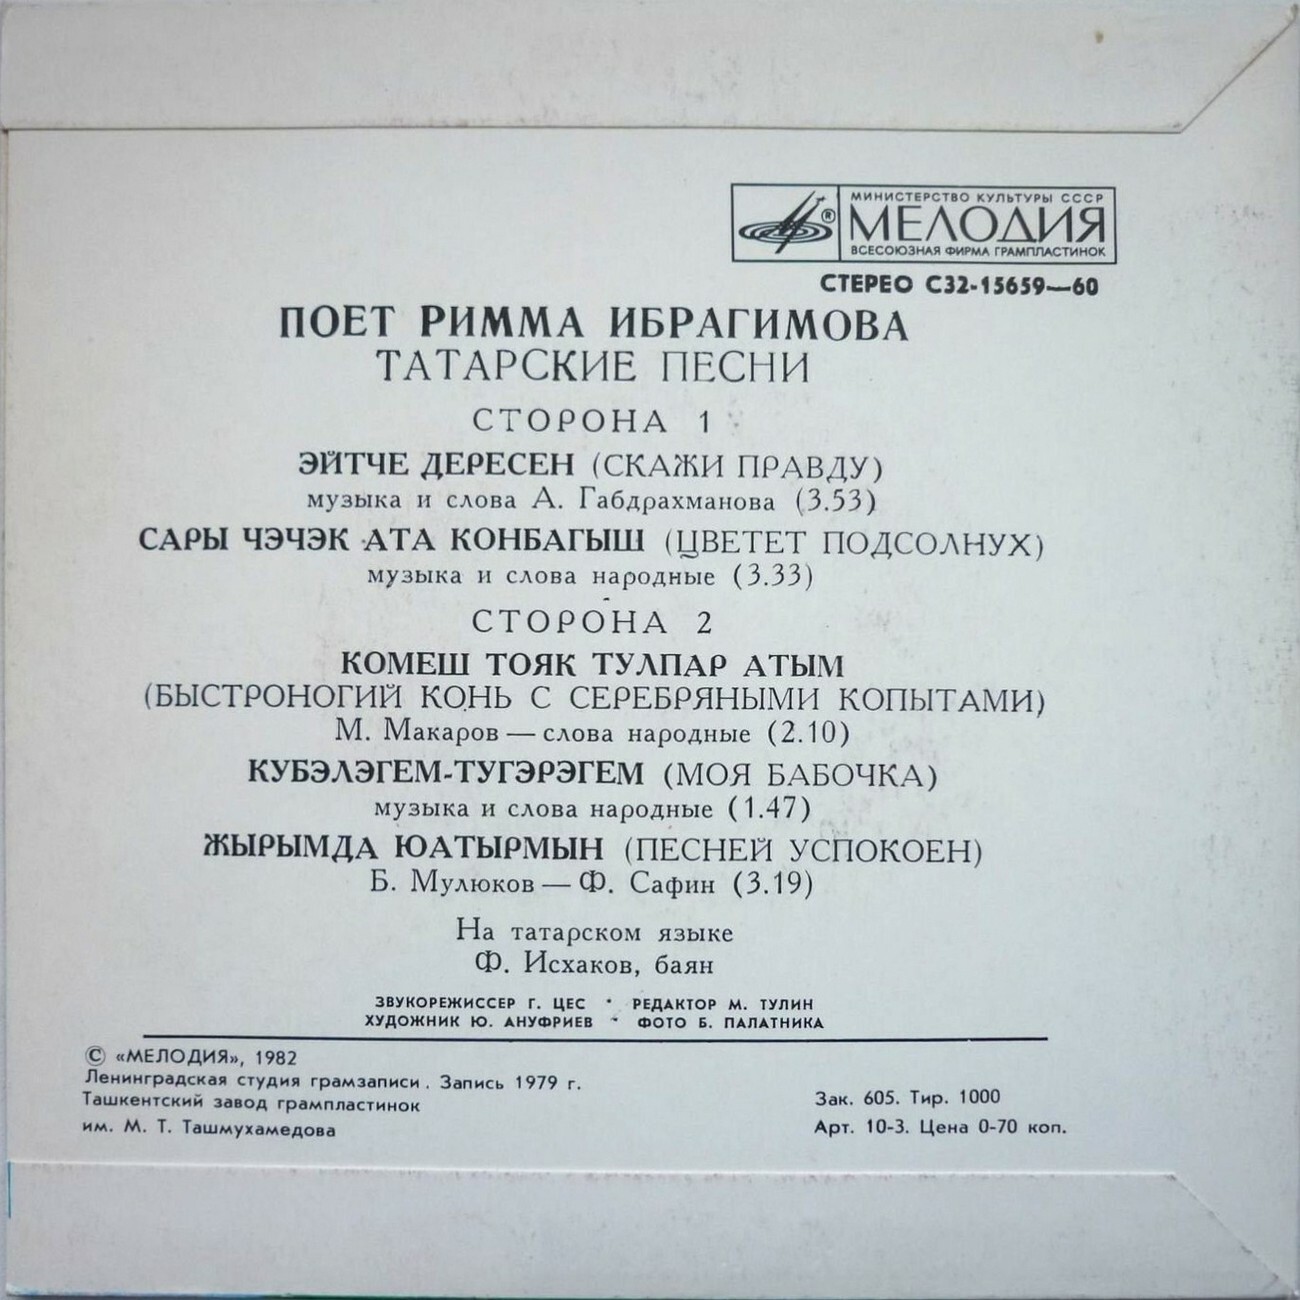 МИНИСТЕРСТВО КУЛЬТУРЫ СССР
МЕЛОДИЯ
ВСЕСОЮЗНАЯ ФИРМА ГРАМПЛАСТИНОК
®
СТЕРЕО С32-15659—60
ПОЕТ РИММА ИБРАГИМОВА
ТАТАРСКИЕ ПЕСНИ
СТОРОНА 1
ЭЙТЧЕ ДЕРЕСЕН (СКАЖИ ПРАВДУ)
музыка и слова А. Габдрахманова (3.53)
САРЫ ЧЭЧЭК АТА КОНБАГЫШ (ЦВЕТЕТ ПОДСОЛНУХ)
музыка и слова народные (3.33)
СТОРОНА 2
КОМЕШ ТОЯК ТУЛПАР АТЫМ
(БЫСТРОНОГИЙ КОНЬ С СЕРЕБРЯНЫМИ КОПЫТАМИ)
М. Макаров — слова народные (2.10)
КУБЭЛЭГЕМ-ТУГЭРЭГЕМ (МОЯ БАБОЧКА)
музыка и слова народные (1.47)
ЖЫРЫМДА ЮАТЫРМЫН (ПЕСНЕЙ УСПОКОЕН)
Б. Мулюков — Ф. Сафин (3.19)
На татарском языке
Ф. Исхаков, баян
ЗВУКОРЕЖИССЕР Г. ЦЕС • РЕДАКТОР М. ТУЛИН
ХУДОЖНИК Ю. АНУФРИЕВ • ФОТО Б. ПАЛАТНИКА
© «МЕЛОДИЯ», 1982
Ленинградская студия грамзаписи. Запись 1979 г.
Ташкентский завод грампластинок
им. М. Т. Ташмухамедова
Зак. 605. Тир. 1000
Арт. 10-3. Цена 0-70 коп.